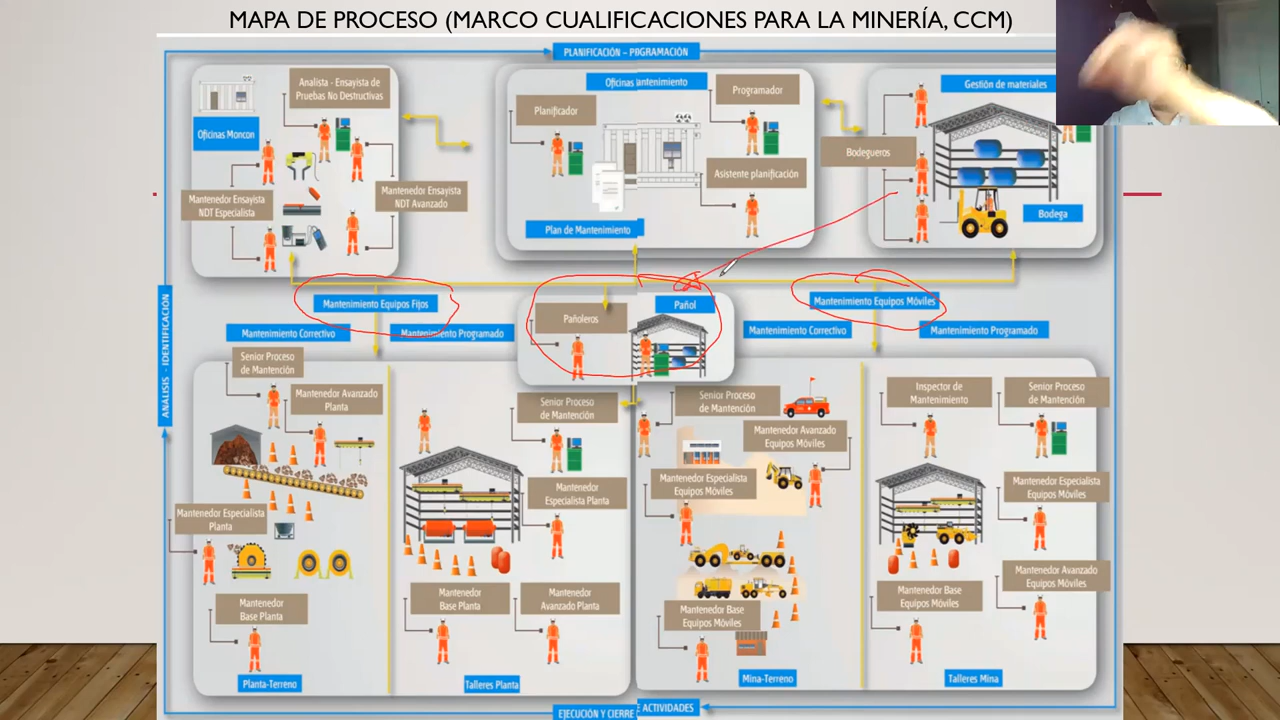 MAPA DE PROCESO (MARCO CUALIFICACIONES PARA LA MINERÍA, CCM)
PLANIFICACIÓN – PROGRAMACIÓN
Analista - Ensayista de
Pruebas No Destructivas
Oficinas Moncon
Mantenedor Ensayista
NDT Especialista
Mantenedor Ensayista
NDT Avanzado
Oficinas
antenimiento
Planificador
Programador
Asistente planificación
Plan de Mantenimiento
Gestión de materiales
Bodegueros
Bodega
ANÁLISIS - IDENTIFICACIÓN
Mantenimiento Equipos Fijos
Mantenimiento Correctivo
Mantenimiento Programado
Pañol
Pañoleros
Mantenimiento Equipos Móviles
Mantenimiento Correctivo
Mantenimiento Programado
Senior Proceso
de Mantención
Mantenedor Avanzado
Planta
Mantenedor Especialista
Planta
Mantenedor
Base Planta
Planta-Terreno
Senior Proceso
de Mantención
Mantenedor
Especialista Planta
Mantenedor
Base Planta
Mantenedor
Avanzado Planta
Talleres Planta
Senior Proceso
de Mantención
Mantenedor Avanzado
Equipos Móviles
Mantenedor Especialista
Equipos Móviles
Mantenedor Base
Equipos Móviles
Mina-Terreno
Inspector de
Mantenimiento
Senior Proceso
de Mantención
Mantenedor Especialista
Equipos Móviles
Mantenedor Avanzado
Equipos Móviles
Mantenedor Base
Equipos Móviles
Talleres Mina
EJECUCIÓN Y CIERRE
E ACTIVIDADES